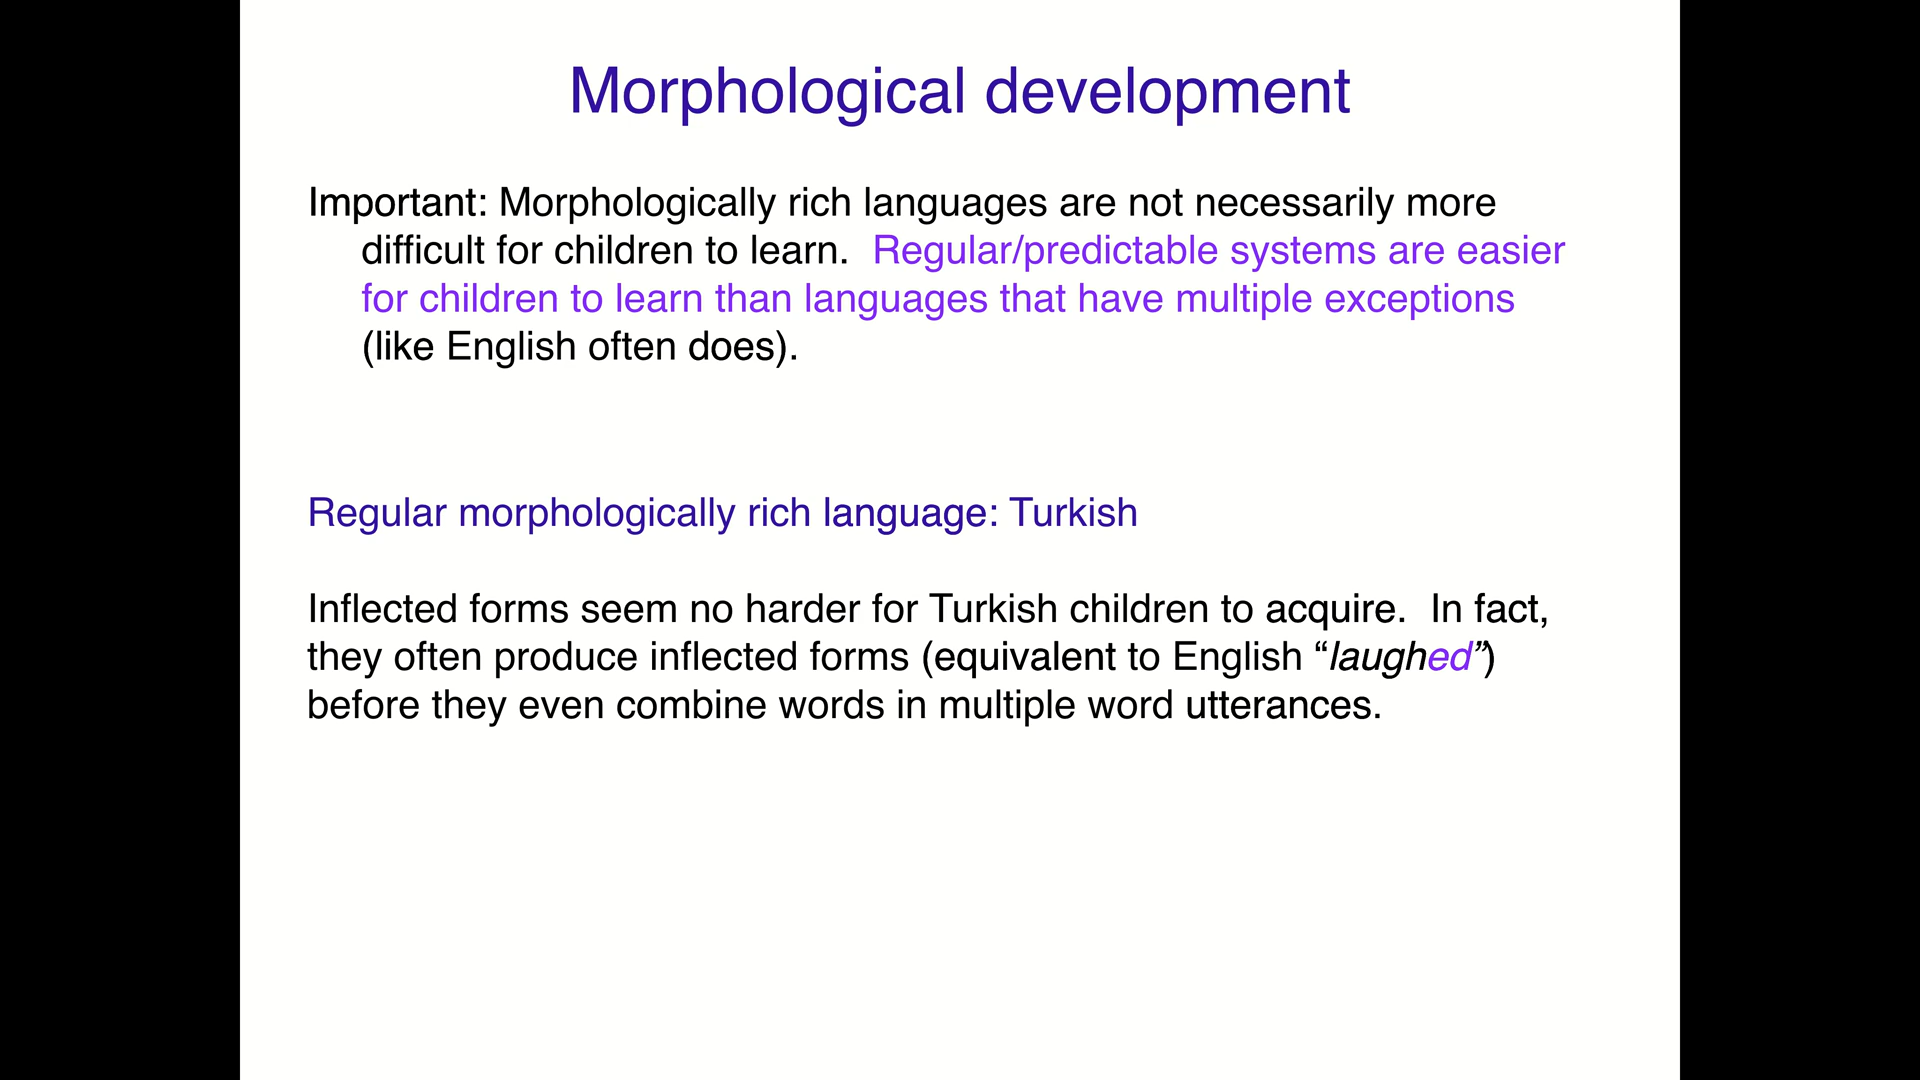 Morphological development
Important: Morphologically rich languages are not necessarily more
difficult for children to learn. Regular/predictable systems are easier
for children to learn than languages that have multiple exceptions
(like English often does).
Regular morphologically rich language: Turkish
Inflected forms seem no harder for Turkish children to acquire. In fact,
they often produce inflected forms (equivalent to English “laughed”)
before they even combine words in multiple word utterances.